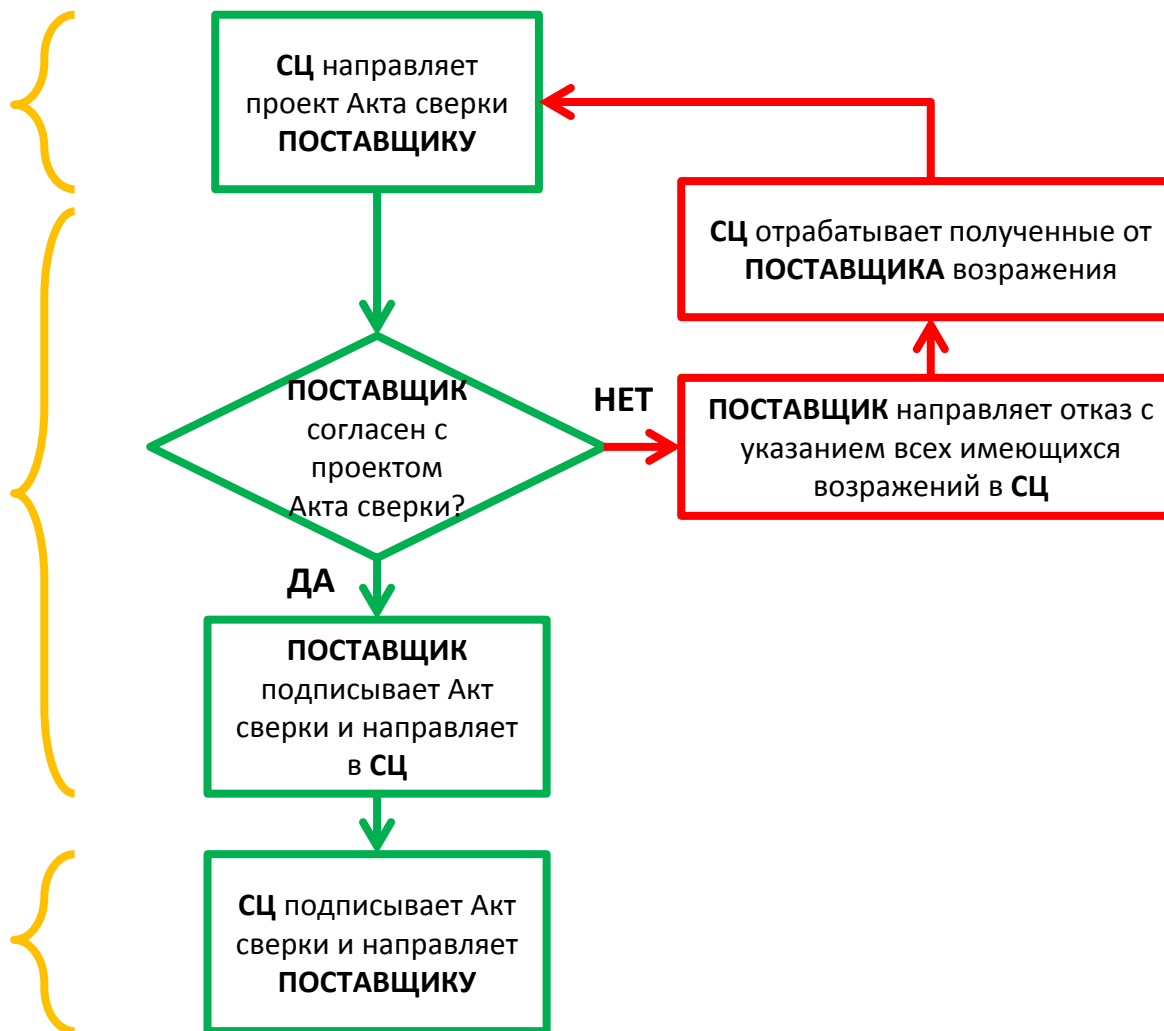 СЦ направляет
проект Акта сверки
ПОСТАВЩИКУ
СЦ отрабатывает полученные от
ПОСТАВЩИКА возражения
ПОСТАВЩИК
согласен с
проектом
Акта сверки?
НЕТ
ПОСТАВЩИК направляет отказ с
указанием всех имеющихся
возражений в СЦ
ДА
ПОСТАВЩИК
подписывает Акт
сверки и направляет
в СЦ
СЦ подписывает Акт
сверки и направляет
ПОСТАВЩИКУ